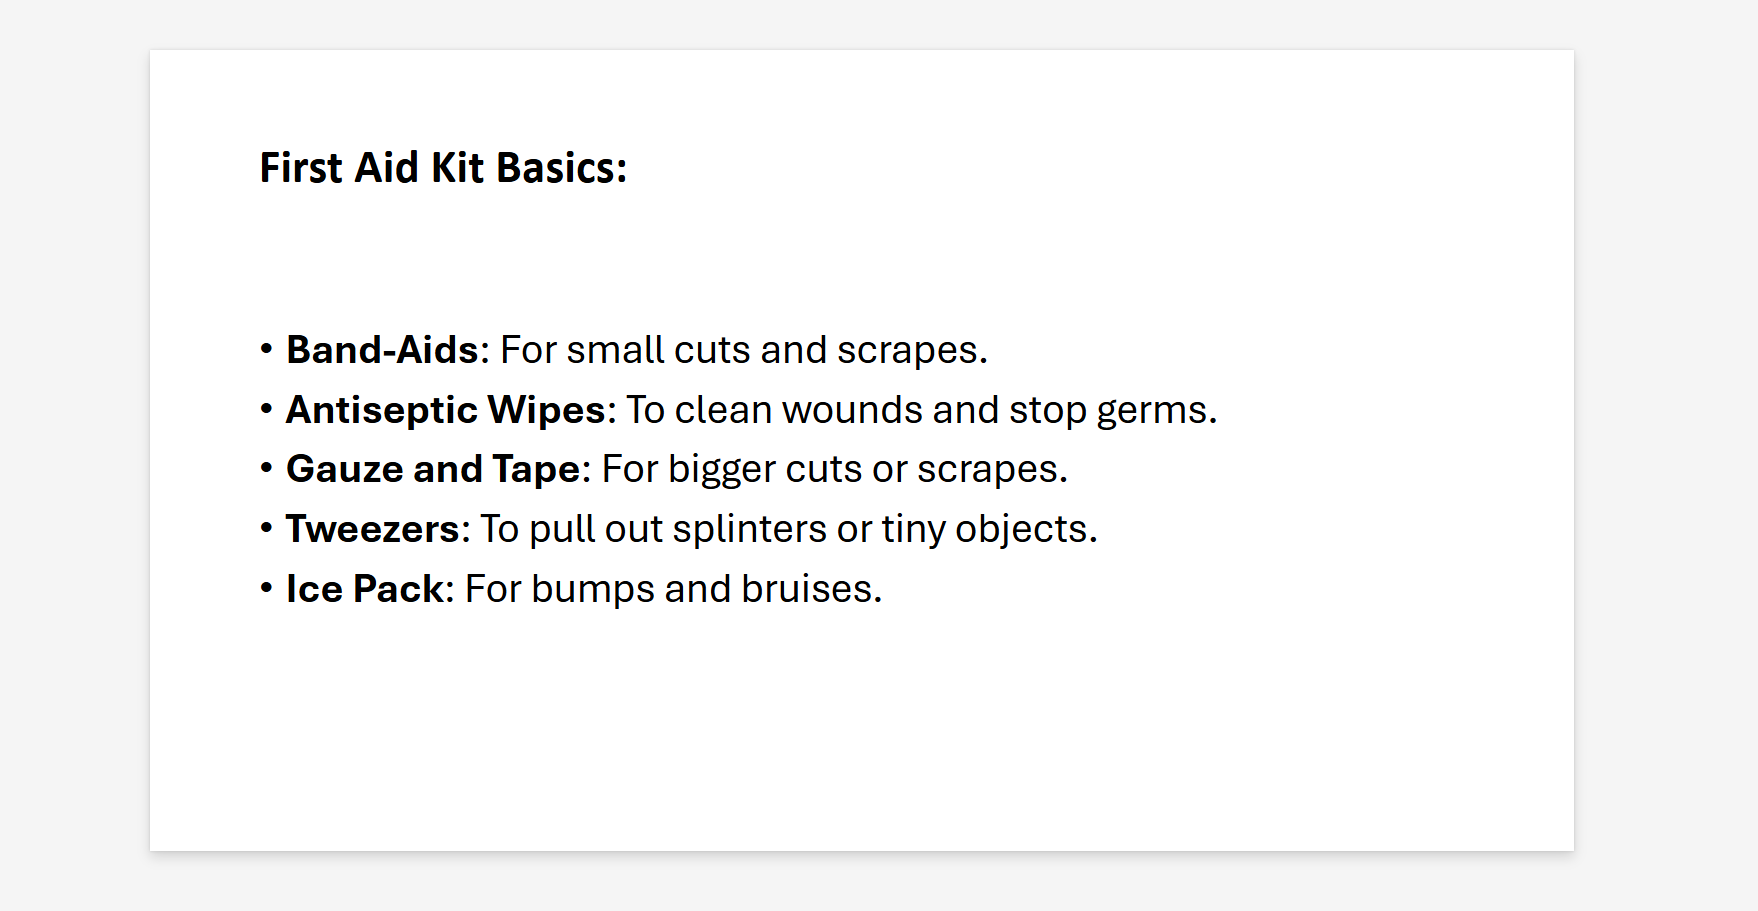 First Aid Kit Basics:
• Band-Aids: For small cuts and scrapes.
• Antiseptic Wipes: To clean wounds and stop germs.
• Gauze and Tape: For bigger cuts or scrapes.
• Tweezers: To pull out splinters or tiny objects.
• Ice Pack: For bumps and bruises.